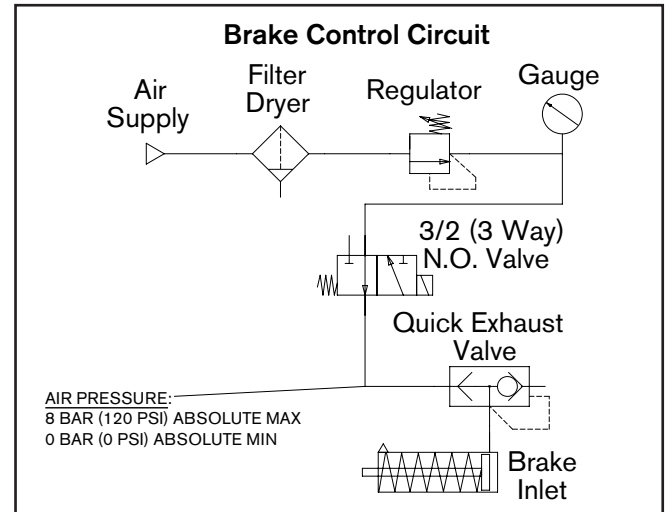 Brake Control Circuit
Air
Supply
Filter
Dryer
Regulator
Gauge
3/2 (3 Way)
N.O. Valve
Quick Exhaust
Valve
AIR PRESSURE:
8 BAR (120 PSI) ABSOLUTE MAX
0 BAR (0 PSI) ABSOLUTE MIN
Brake
Inlet